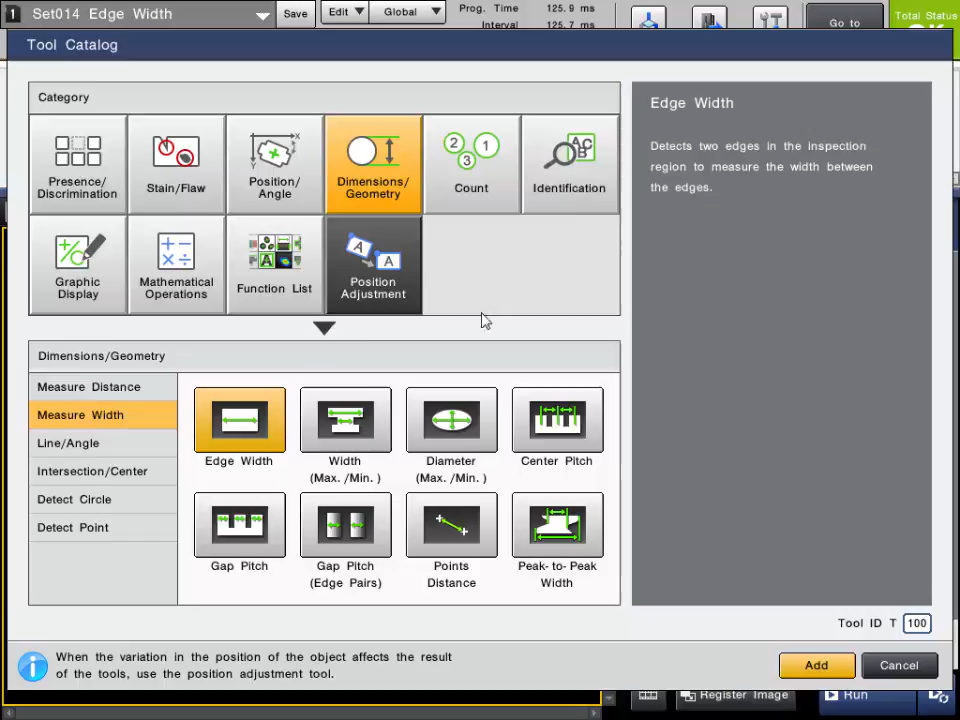 1 Set014 Edge Width
Save
Edit
Global
Prog. Time 125.9 ms
Interval 125.7 ms
Go to
Total Status
Tool Catalog
Category
Presence/
Discrimination
Stain/Flaw
Position/
Angle
Dimensions/
Geometry
Count
Identification
Graphic
Display
Mathematical
Operations
Function List
Position
Adjustment
Dimensions/Geometry
Measure Distance
Measure Width
Line/Angle
Intersection/Center
Detect Circle
Detect Point
Edge Width
Width
(Max./Min.)
Diameter
(Max./Min.)
Center Pitch
Gap Pitch
Gap Pitch
(Edge Pairs)
Points
Distance
Peak-to-Peak
Width
Edge Width
Detects two edges in the inspection
region to measure the width between
the edges.
Tool ID T 100
When the variation in the position of the object affects the result
of the tools, use the position adjustment tool.
Add
Cancel
Register Image
Run